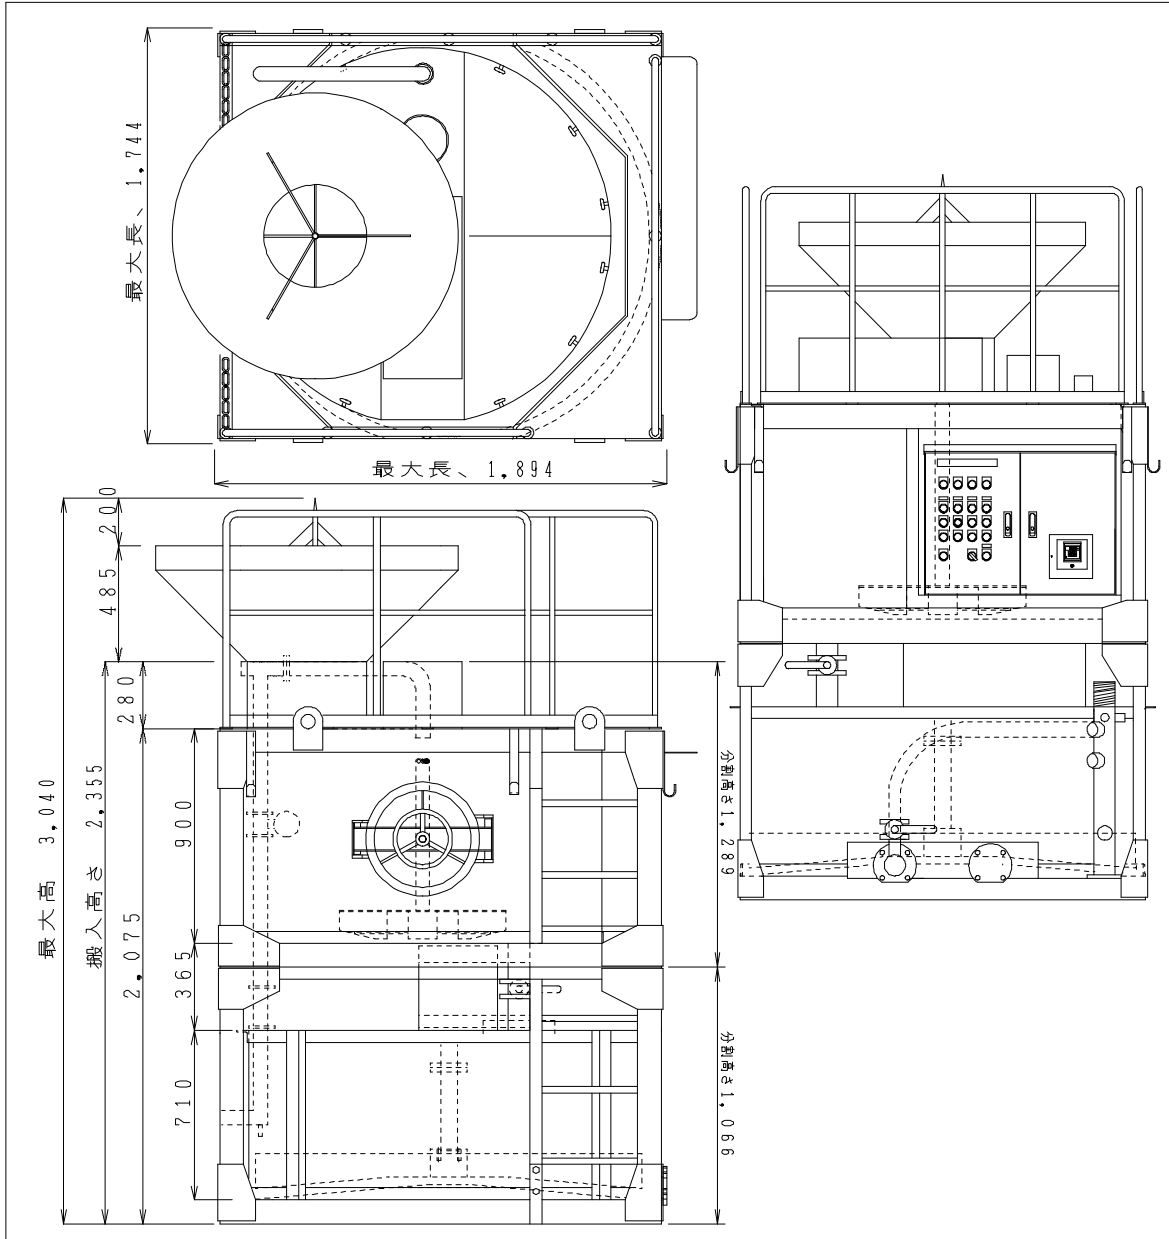 最大長、1,744
最大長、1,894
200
485
280
最大高 3,040
搬入高さ 2,355
2,075
900
365
710
分割高さ1,289
分割高さ1,066